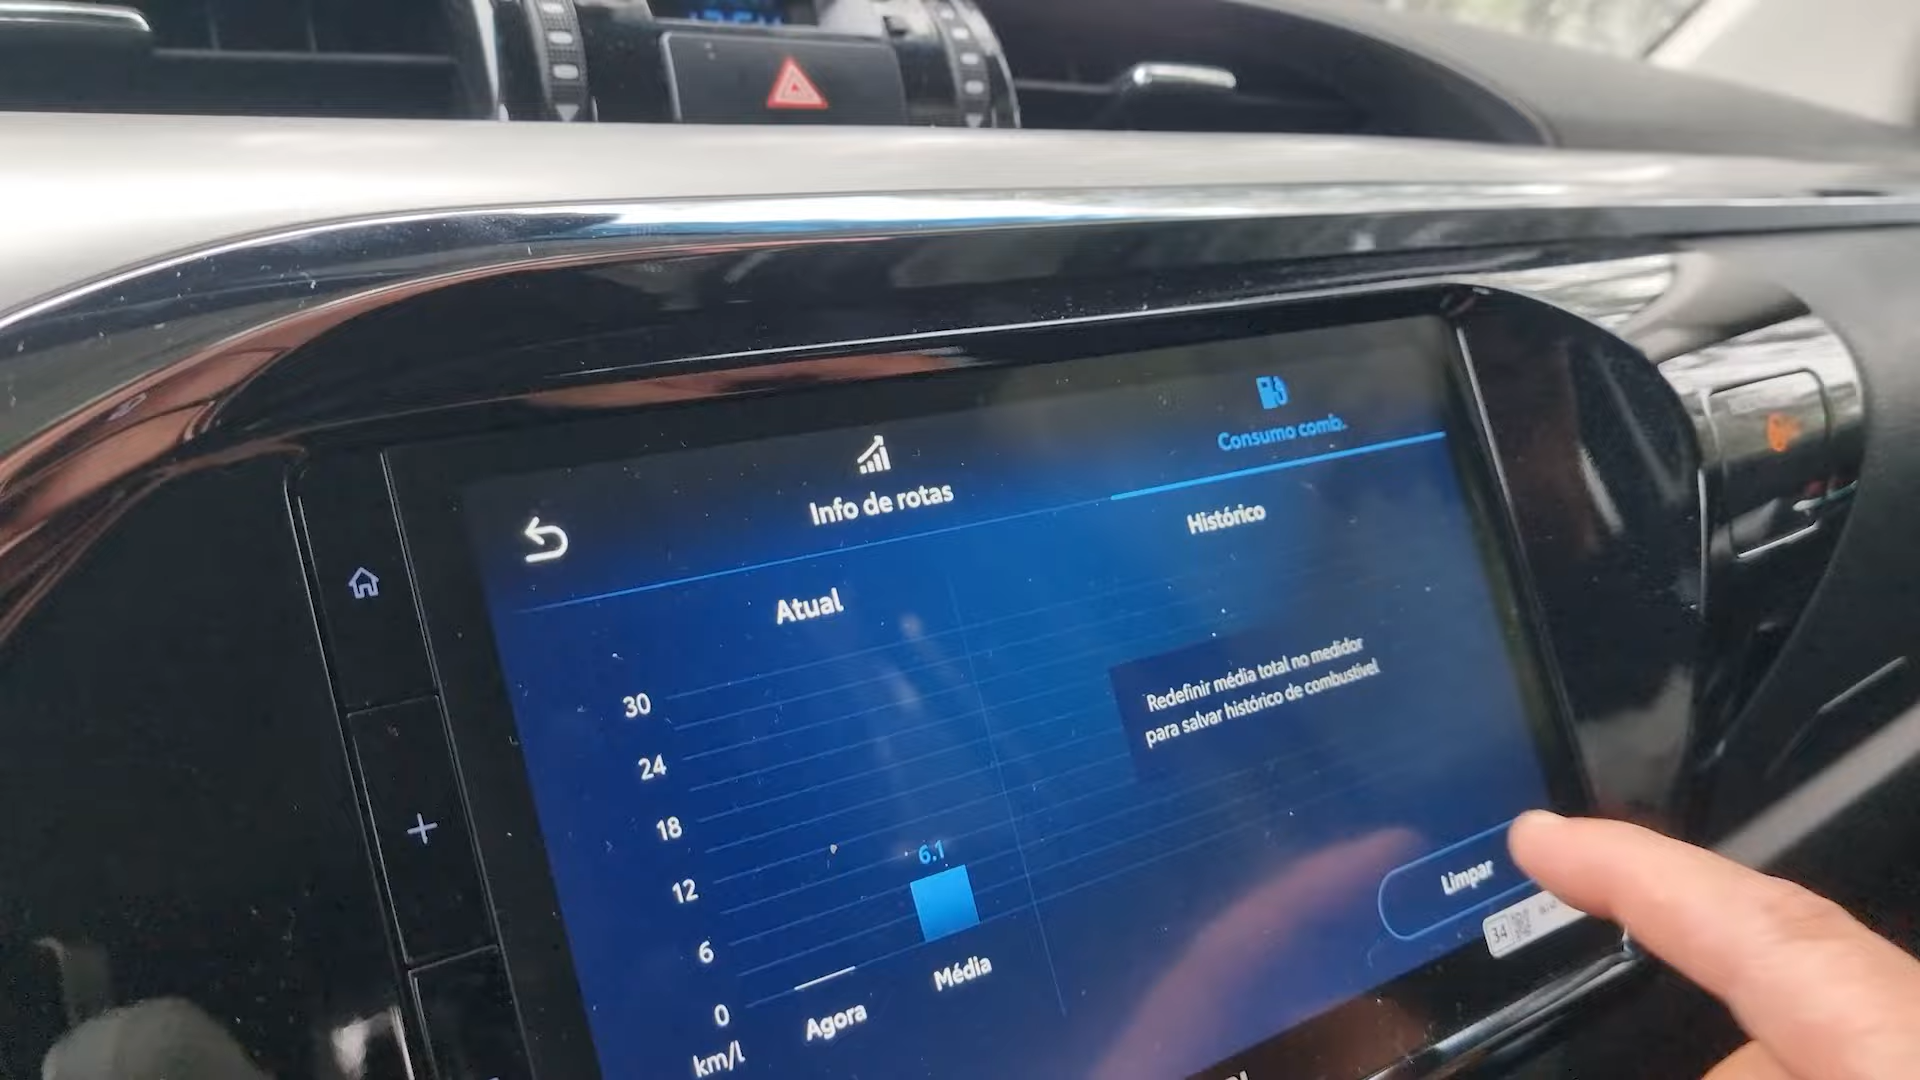 Info de rotas
Consumo comb.
Atual
Histórico
30
24
18
12
6
0
km/l
6.1
Agora
Média
Redefinir média total no medidor
para salvar histórico de combustível
Limpar
34